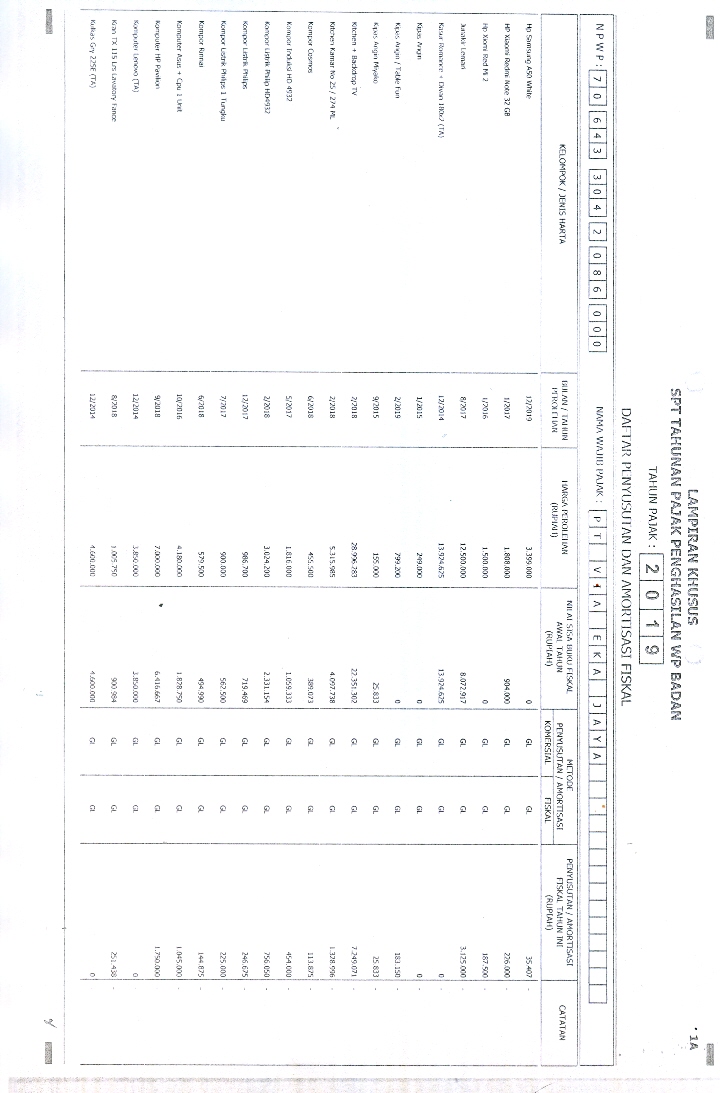 1A
LAMPIRAN KHUSUS
SPT TAHUNAN PAJAK PENGHASILAN WP BADAN
TAHUN PAJAK : 2 0 1 9
DAFTAR PENYUSUTAN DAN AMORTISASI FISKAL
N P W P : 7 0 6 4 3 3 0 4 2 0 8 6 0 0 0 NAMA WAJIB PAJAK : P T V I A EKA JAYA
KELOMPOK / JENIS HARTA BULAN / TAHUN PEROLEHAN HARGA PEROLEHAN (RUPIAH) NILAI SISA BUKU FISKAL AWAL TAHUN (RUPIAH) METODE PENYUSUTAN / AMORTISASI KOMERSIAL FISKAL PENYUSUTAN / AMORTISASI FISKAL TAHUN INI (RUPIAH) CATATAN
Hp Samsung A50 White 12/2019 3.399.000 0 GL GL 35.407 -
HP Xiaomi Redmi Note 32 GB 1/2017 1.808.000 904.000 GL GL 226.000 -
Hp Xiomi Red Mi 2 1/2016 1.500.000 0 GL GL 187.500 -
Lemari 8/2017 12.500.000 8.072.917 GL GL 3.125.000 -
Kasur Romance + Divan 180x2 (TA) 12/2014 13.924.625 13.924.625 GL GL 0 -
Kipas Angin 1/2015 249.000 0 GL GL 0 -
Kipas Angin / Table Fan 2/2019 799.200 0 GL GL 183.150 -
Kipas Angin Miyako 9/2015 155.000 25.833 GL GL 25.833 -
Kitchen + Backdrop TV 2/2018 28.996.283 22.351.302 GL GL 7.249.071 -
Kitchen Kamar No 25 / 274 ML 2/2018 5.315.985 4.097.738 GL GL 1.328.996 -
Kompor Cosmos 6/2018 455.500 389.073 GL GL 113.875 -
Kompor Induksi HD 4932 5/2017 1.816.000 1.059.333 GL GL 454.000 -
Kompor Listrik Philip HD4932 2/2018 3.024.200 2.331.154 GL GL 756.050 -
Kompor Listrik Philips 12/2017 986.700 719.469 GL GL 246.675 -
Kompor Listrik Philips 1 Tungku 7/2017 900.000 562.500 GL GL 225.000 -
Kompor Rinnai 6/2018 579.500 494.990 GL GL 144.875 -
Komputer Asus + Cpu 1 Unit 10/2016 4.180.000 1.828.750 GL GL 1.045.000 -
Komputer HP Pavilion 9/2018 7.000.000 6.416.667 GL GL 1.750.000 -
Komputer Lenovo (TA) 12/2014 3.850.000 3.850.000 GL GL 0 -
Kran TX 115 Les Lavatory Fance 8/2018 1.005.750 900.984 GL GL 251.438 -
Kulkas Gry 225E (TA) 12/2014 4.600.000 4.600.000 GL GL 0 -